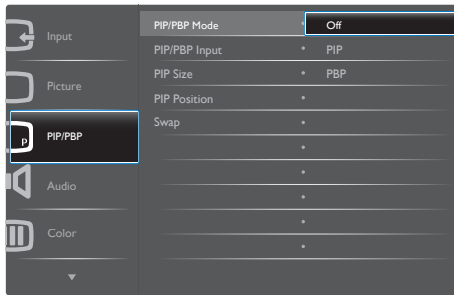 Input
Picture
P
PIP/PBP
Audio
Color
PIP/PBP Mode
PIP/PBP Input
PIP Size
PIP Position
Swap
Off
PIP
PBP